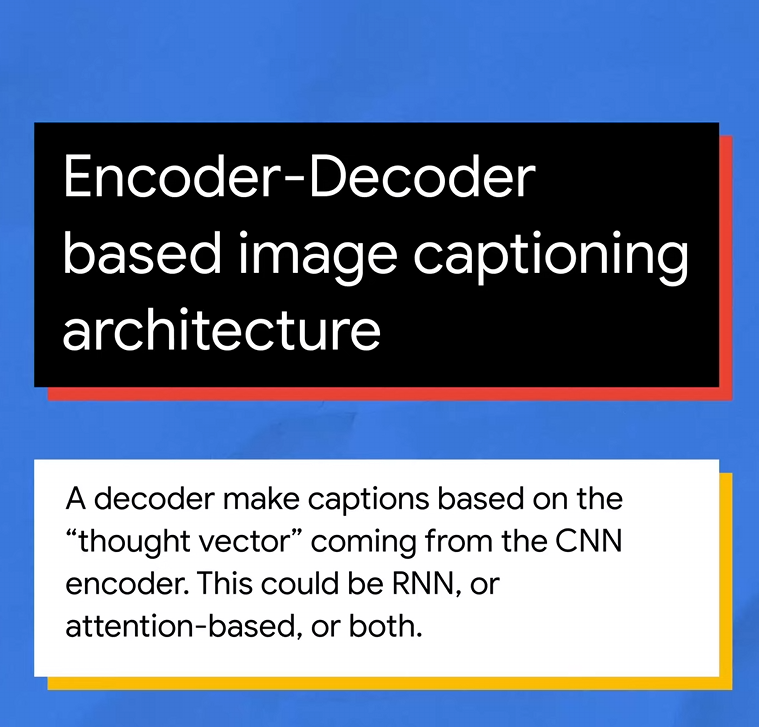 Encoder-Decoder
based image captioning
architecture
A decoder make captions based on the
“thought vector” coming from the CNN
encoder. This could be RNN, or
attention-based, or both.